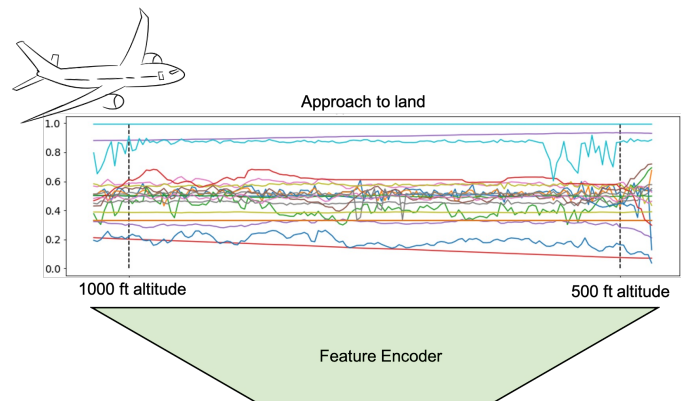 Approach to land
1.0
0.8
0.6
0.4
0.2
0.0
1000 ft altitude
500 ft altitude
Feature Encoder